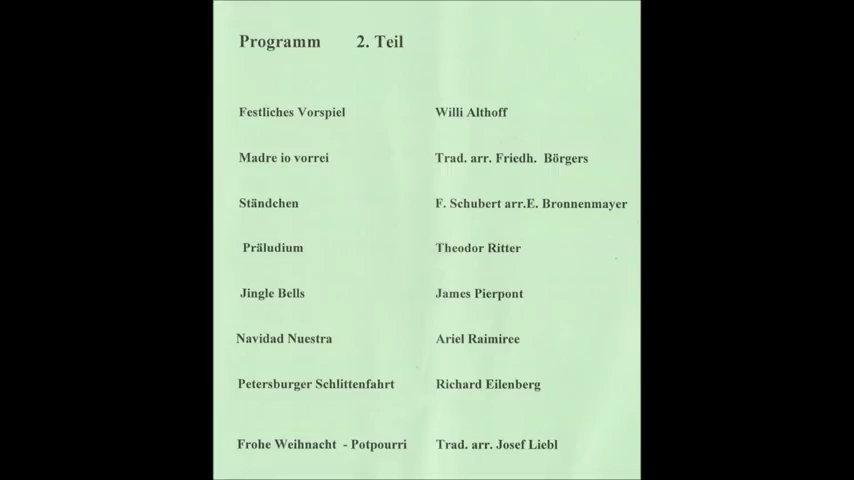 Programm 2. Teil
Festliches Vorspiel Willi Althoff
Madre io vorrei Trad. arr. Friedh. Börgers
Ständchen F. Schubert arr.E. Bronnenmayer
Präludium Theodor Ritter
Jingle Bells James Pierpont
Navidad Nuestra Ariel Raimiree
Petersburger Schlittenfahrt Richard Eilenberg
Frohe Weihnacht - Potpourri Trad. arr. Josef Liebl